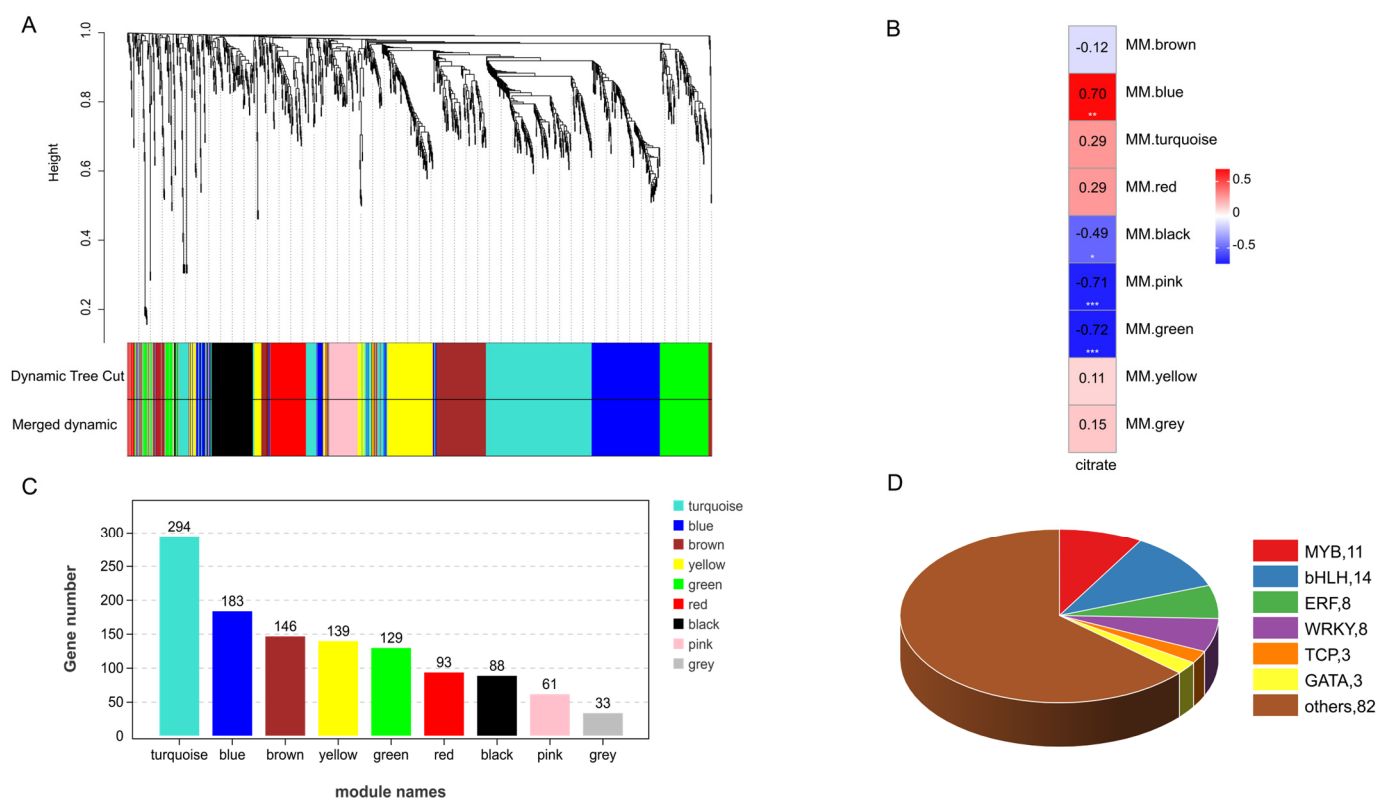 A
1.0
0.8
0.6
0.4
0.2
Height
Dynamic Tree Cut
Merged dynamic
B
-0.12 MM.brown
0.70 MM.blue
**
0.29 MM.turquoise
0.29 MM.red
-0.49 MM.black
*
-0.71 MM.pink
***
-0.72 MM.green
***
0.11 MM.yellow
0.15 MM.grey
citrate
0.5
0
-0.5
C
Gene number
300
250
200
150
100
50
0
294
183
146
139
129
93
88
61
33
turquoise blue brown yellow green red black pink grey
module names
turquoise
blue
brown
yellow
green
red
black
pink
grey
D
MYB,11
bHLH,14
ERF,8
WRKY,8
TCP,3
GATA,3
others,82